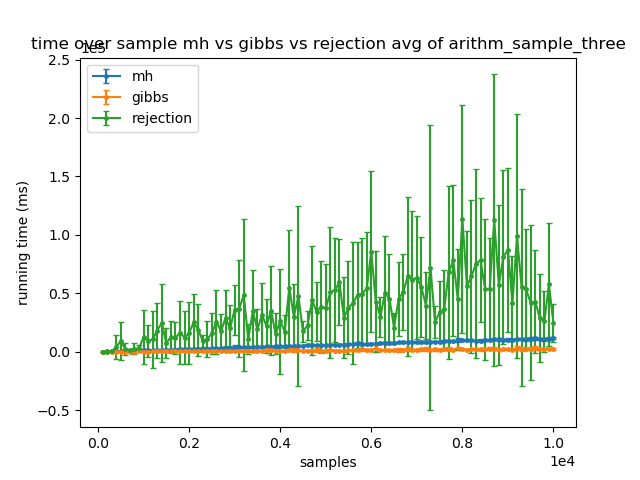 time over sample mh vs gibbs vs rejection avg of arithm_sample_three
1e5
2.5
2.0
1.5
1.0
0.5
0.0
−0.5
running time (ms)
mh
gibbs
rejection
0.0 0.2 0.4 0.6 0.8 1.0
1e4
samples